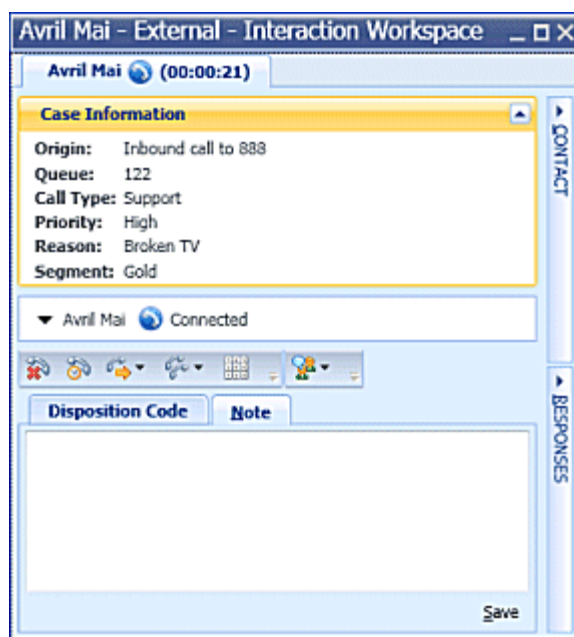 Avril Mai - External - Interaction Workspace
Avril Mai (00:00:21)
Case Information
Origin: Inbound call to 888
Queue: 122
Call Type: Support
Priority: High
Reason: Broken TV
Segment: Gold
Avril Mai Connected
Disposition Code Note
Save
CONTACT
RESPONSES